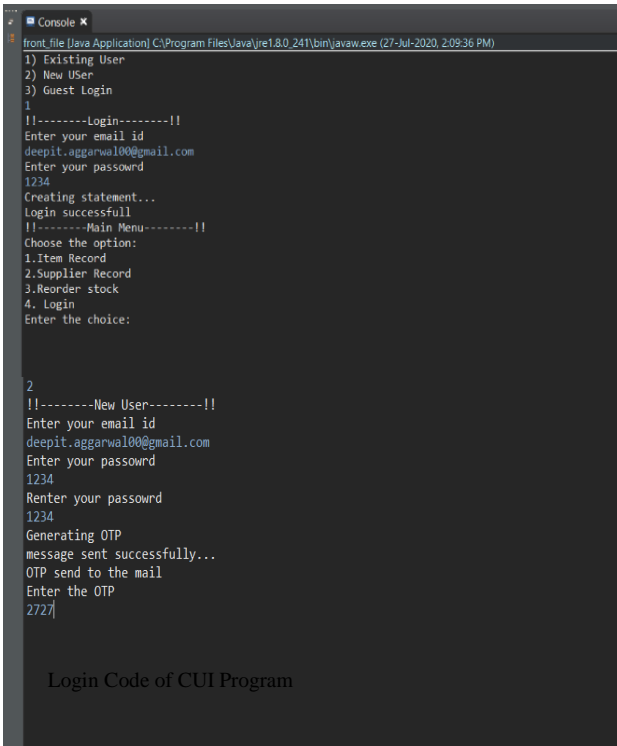 Console
front_file [Java Application] C:\Program Files\Java\jre1.8.0_241\bin\javaw.exe (27-Jul-2020, 2:09:36 PM)
1) Existing User
2) New USer
3) Guest Login
1
!!--------Login--------!!
Enter your email id
deepit.aggarwal00@gmail.com
Enter your passowrd
1234
Creating statement...
Login successfull
!!--------Main Menu--------!!
Choose the option:
1.Item Record
2.Supplier Record
3.Reorder stock
4. Login
Enter the choice:
2
!!--------New User--------!!
Enter your email id
deepit.aggarwal00@gmail.com
Enter your passowrd
1234
Renter your passowrd
1234
Generating OTP
message sent successfully...
OTP send to the mail
Enter the OTP
2727
Login Code of CUI Program